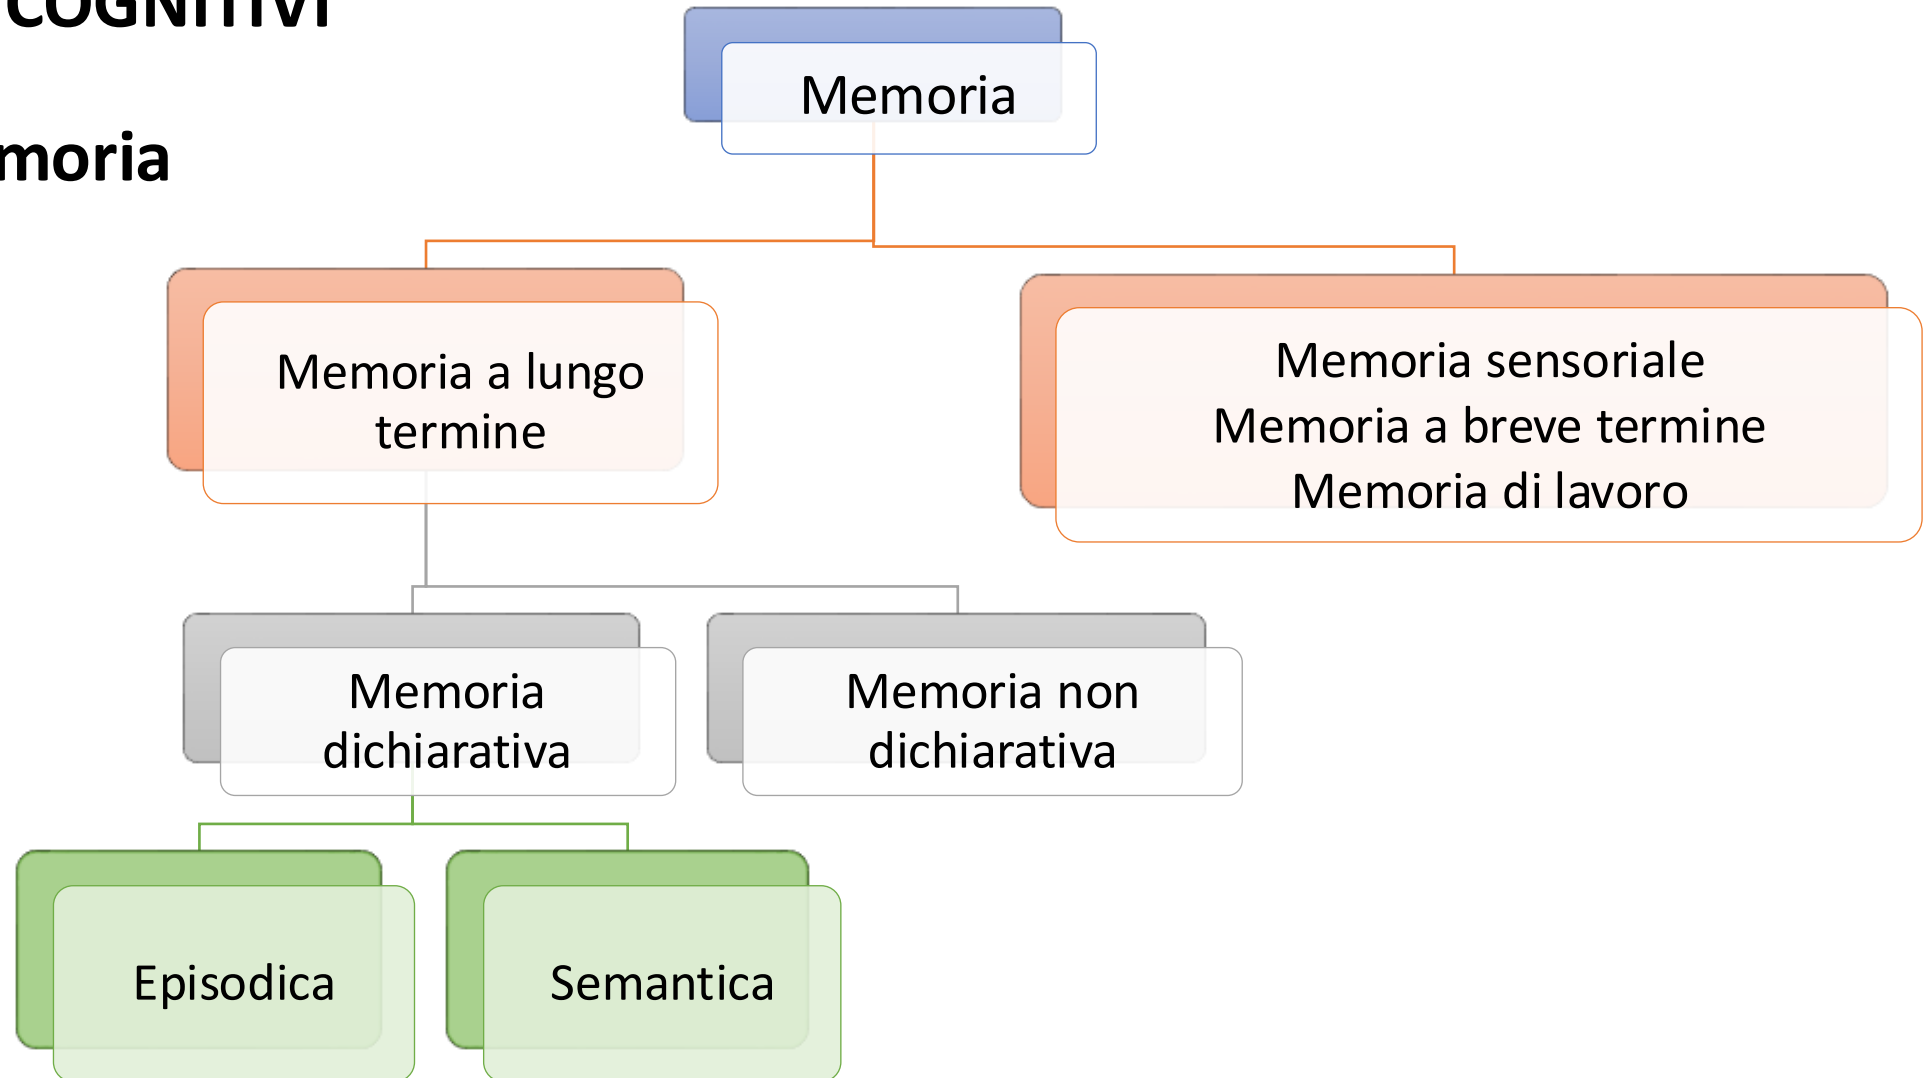 COGNITIVI
Memoria
moria
Memoria a lungo
termine
Memoria sensoriale
Memoria a breve termine
Memoria di lavoro
Memoria
dichiarativa
Memoria non
dichiarativa
Episodica
Semantica